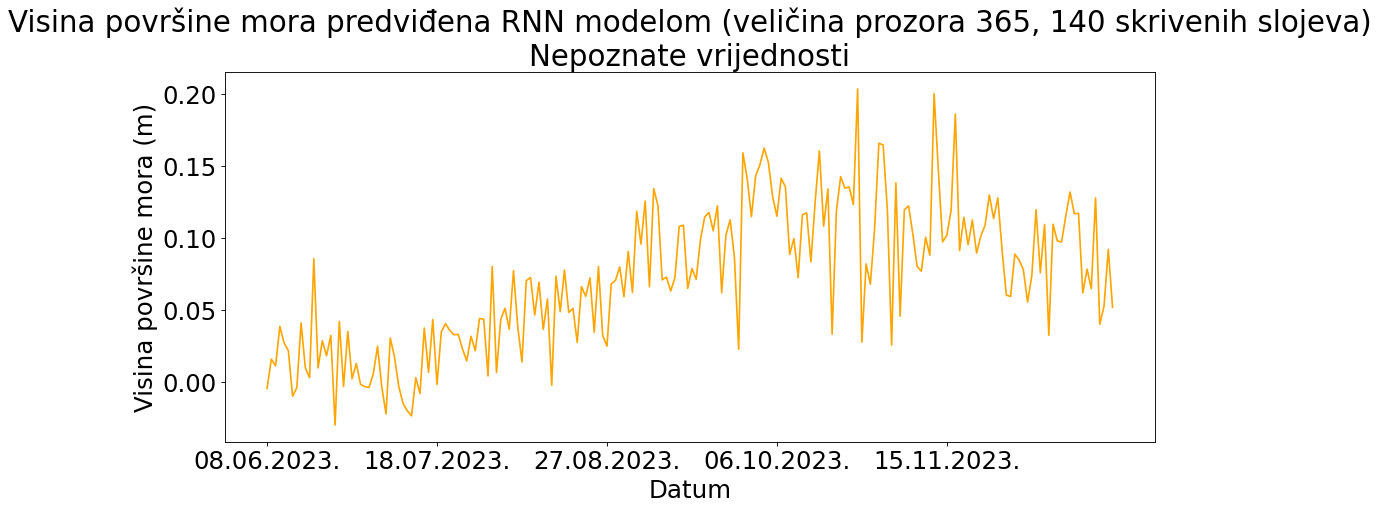 Visina površine mora predviđena RNN modelom (veličina prozora 365, 140 skrivenih slojeva)
Nepoznate vrijednosti
Visina površine mora (m)
0.20
0.15
0.10
0.05
0.00
08.06.2023.
18.07.2023.
27.08.2023.
06.10.2023.
15.11.2023.
Datum